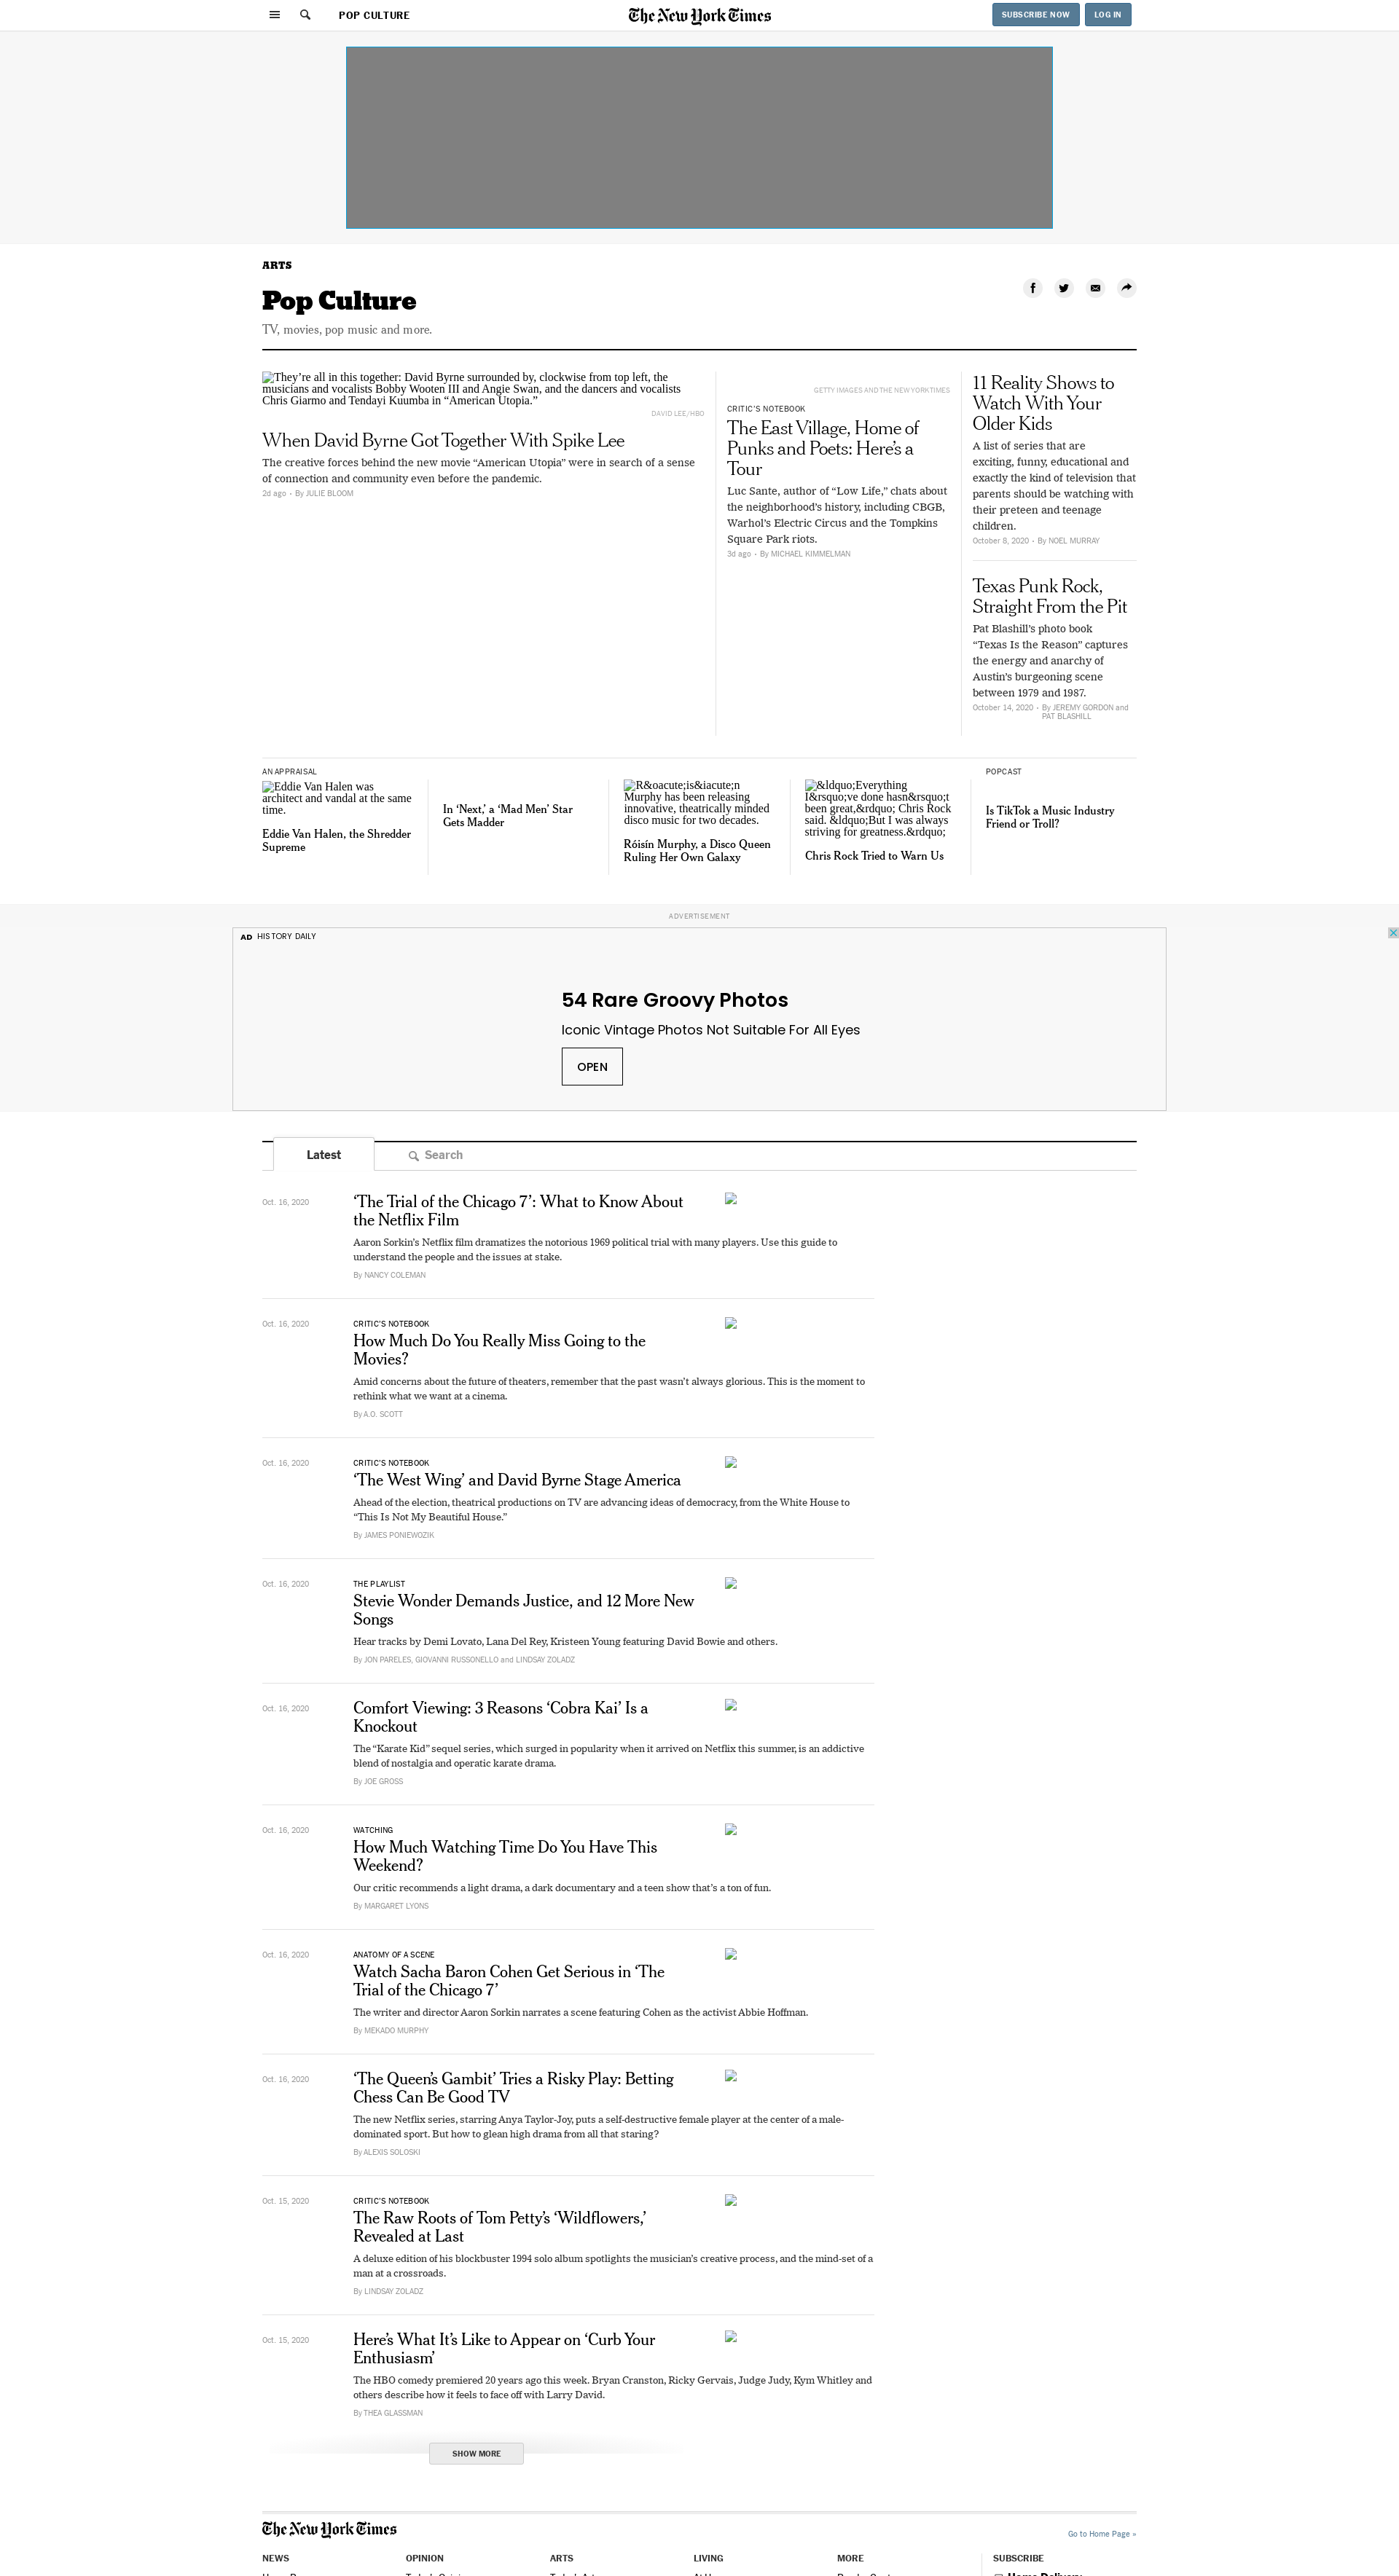 POP CULTURE
The New York Times
SUBSCRIBE NOW
LOG IN
ARTS
Pop Culture
TV, movies, pop music and more.
They’re all in this together: David Byrne surrounded by, clockwise from top left, the
musicians and vocalists Bobby Wooten III and Angie Swan, and the dancers and vocalists
Chris Giarmo and Tendayi Kuumba in “American Utopia.”
DAVID LEE/HBO
When David Byrne Got Together With Spike Lee
The creative forces behind the new movie “American Utopia” were in search of a sense
of connection and community even before the pandemic.
2d ago • By JULIE BLOOM
GETTY IMAGES AND THE NEW YORK TIMES
CRITIC’S NOTEBOOK
The East Village, Home of
Punks and Poets: Here’s a
Tour
Luc Sante, author of “Low Life,” chats about
the neighborhood’s history, including CBGB,
Warhol’s Electric Circus and the Tompkins
Square Park riots.
3d ago • By MICHAEL KIMMELMAN
11 Reality Shows to
Watch With Your
Older Kids
A list of series that are
exciting, funny, educational and
exactly the kind of television that
parents should be watching with
their preteen and teenage
children.
October 8, 2020 • By NOEL MURRAY
Texas Punk Rock,
Straight From the Pit
Pat Blashill’s photo book
“Texas Is the Reason” captures
the energy and anarchy of
Austin’s burgeoning scene
between 1979 and 1987.
October 14, 2020 • By JEREMY GORDON and
PAT BLASHILL
AN APPRAISAL
Eddie Van Halen was
architect and vandal at the same
time.
Eddie Van Halen, the Shredder
Supreme
In ‘Next,’ a ‘Mad Men’ Star
Gets Madder
R&oacute;is&iacute;n
Murphy has been releasing
innovative, theatrically minded
disco music for two decades.
Róisín Murphy, a Disco Queen
Ruling Her Own Galaxy
&ldquo;Everything
I&rsquo;ve done hasn&rsquo;t
been great,&rdquo; Chris Rock
said. &ldquo;But I was always
striving for greatness.&rdquo;
Chris Rock Tried to Warn Us
POPCAST
Is TikTok a Music Industry
Friend or Troll?
ADVERTISEMENT
AD HISTORY DAILY
54 Rare Groovy Photos
Iconic Vintage Photos Not Suitable For All Eyes
OPEN
Latest
Search
Oct. 16, 2020
‘The Trial of the Chicago 7’: What to Know About
the Netflix Film
Aaron Sorkin’s Netflix film dramatizes the notorious 1969 political trial with many players. Use this guide to
understand the people and the issues at stake.
By NANCY COLEMAN
Oct. 16, 2020
CRITIC’S NOTEBOOK
How Much Do You Really Miss Going to the
Movies?
Amid concerns about the future of theaters, remember that the past wasn’t always glorious. This is the moment to
rethink what we want at a cinema.
By A.O. SCOTT
Oct. 16, 2020
CRITIC’S NOTEBOOK
‘The West Wing’ and David Byrne Stage America
Ahead of the election, theatrical productions on TV are advancing ideas of democracy, from the White House to
“This Is Not My Beautiful House.”
By JAMES PONIEWOZIK
Oct. 16, 2020
THE PLAYLIST
Stevie Wonder Demands Justice, and 12 More New
Songs
Hear tracks by Demi Lovato, Lana Del Rey, Kristeen Young featuring David Bowie and others.
By JON PARELES, GIOVANNI RUSSONELLO and LINDSAY ZOLADZ
Oct. 16, 2020
Comfort Viewing: 3 Reasons ‘Cobra Kai’ Is a
Knockout
The “Karate Kid” sequel series, which surged in popularity when it arrived on Netflix this summer, is an addictive
blend of nostalgia and operatic karate drama.
By JOE GROSS
Oct. 16, 2020
WATCHING
How Much Watching Time Do You Have This
Weekend?
Our critic recommends a light drama, a dark documentary and a teen show that’s a ton of fun.
By MARGARET LYONS
Oct. 16, 2020
ANATOMY OF A SCENE
Watch Sacha Baron Cohen Get Serious in ‘The
Trial of the Chicago 7’
The writer and director Aaron Sorkin narrates a scene featuring Cohen as the activist Abbie Hoffman.
By MEKADO MURPHY
Oct. 16, 2020
‘The Queen’s Gambit’ Tries a Risky Play: Betting
Chess Can Be Good TV
The new Netflix series, starring Anya Taylor-Joy, puts a self-destructive female player at the center of a male-
dominated sport. But how to glean high drama from all that staring?
By ALEXIS SOLOSKI
Oct. 15, 2020
CRITIC’S NOTEBOOK
The Raw Roots of Tom Petty’s ‘Wildflowers,’
Revealed at Last
A deluxe edition of his blockbuster 1994 solo album spotlights the musician’s creative process, and the mind-set of a
man at a crossroads.
By LINDSAY ZOLADZ
Oct. 15, 2020
Here’s What It’s Like to Appear on ‘Curb Your
Enthusiasm’
The HBO comedy premiered 20 years ago this week. Bryan Cranston, Ricky Gervais, Judge Judy, Kym Whitley and
others describe how it feels to face off with Larry David.
By THEA GLASSMAN
SHOW MORE
The New York Times
Go to Home Page »
NEWS
OPINION
ARTS
LIVING
MORE
SUBSCRIBE